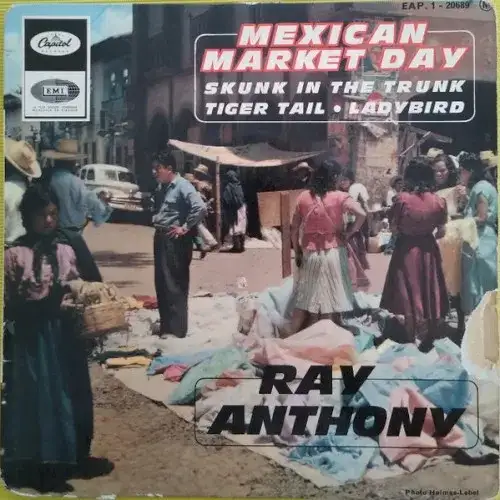 EAP. 1 - 20689
Capitol
RECORDS
EMI
MEXICAN
MARKET DAY
SKUNK IN THE TRUNK
TIGER TAIL • LADYBIRD
RAY
ANTHONY
Photo Holmes-Lebel